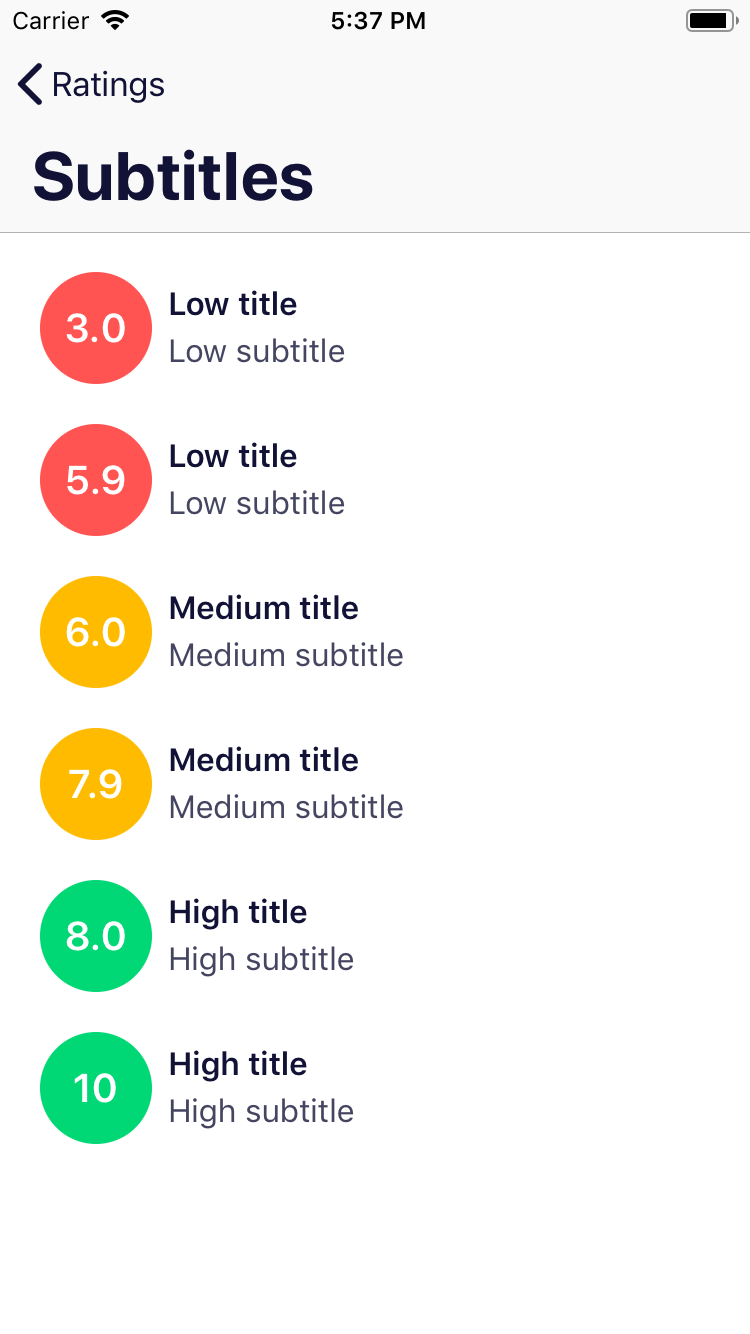 Carrier 5:37 PM
Ratings
Subtitles
3.0
Low title
Low subtitle
5.9
Low title
Low subtitle
6.0
Medium title
Medium subtitle
7.9
Medium title
Medium subtitle
8.0
High title
High subtitle
10
High title
High subtitle